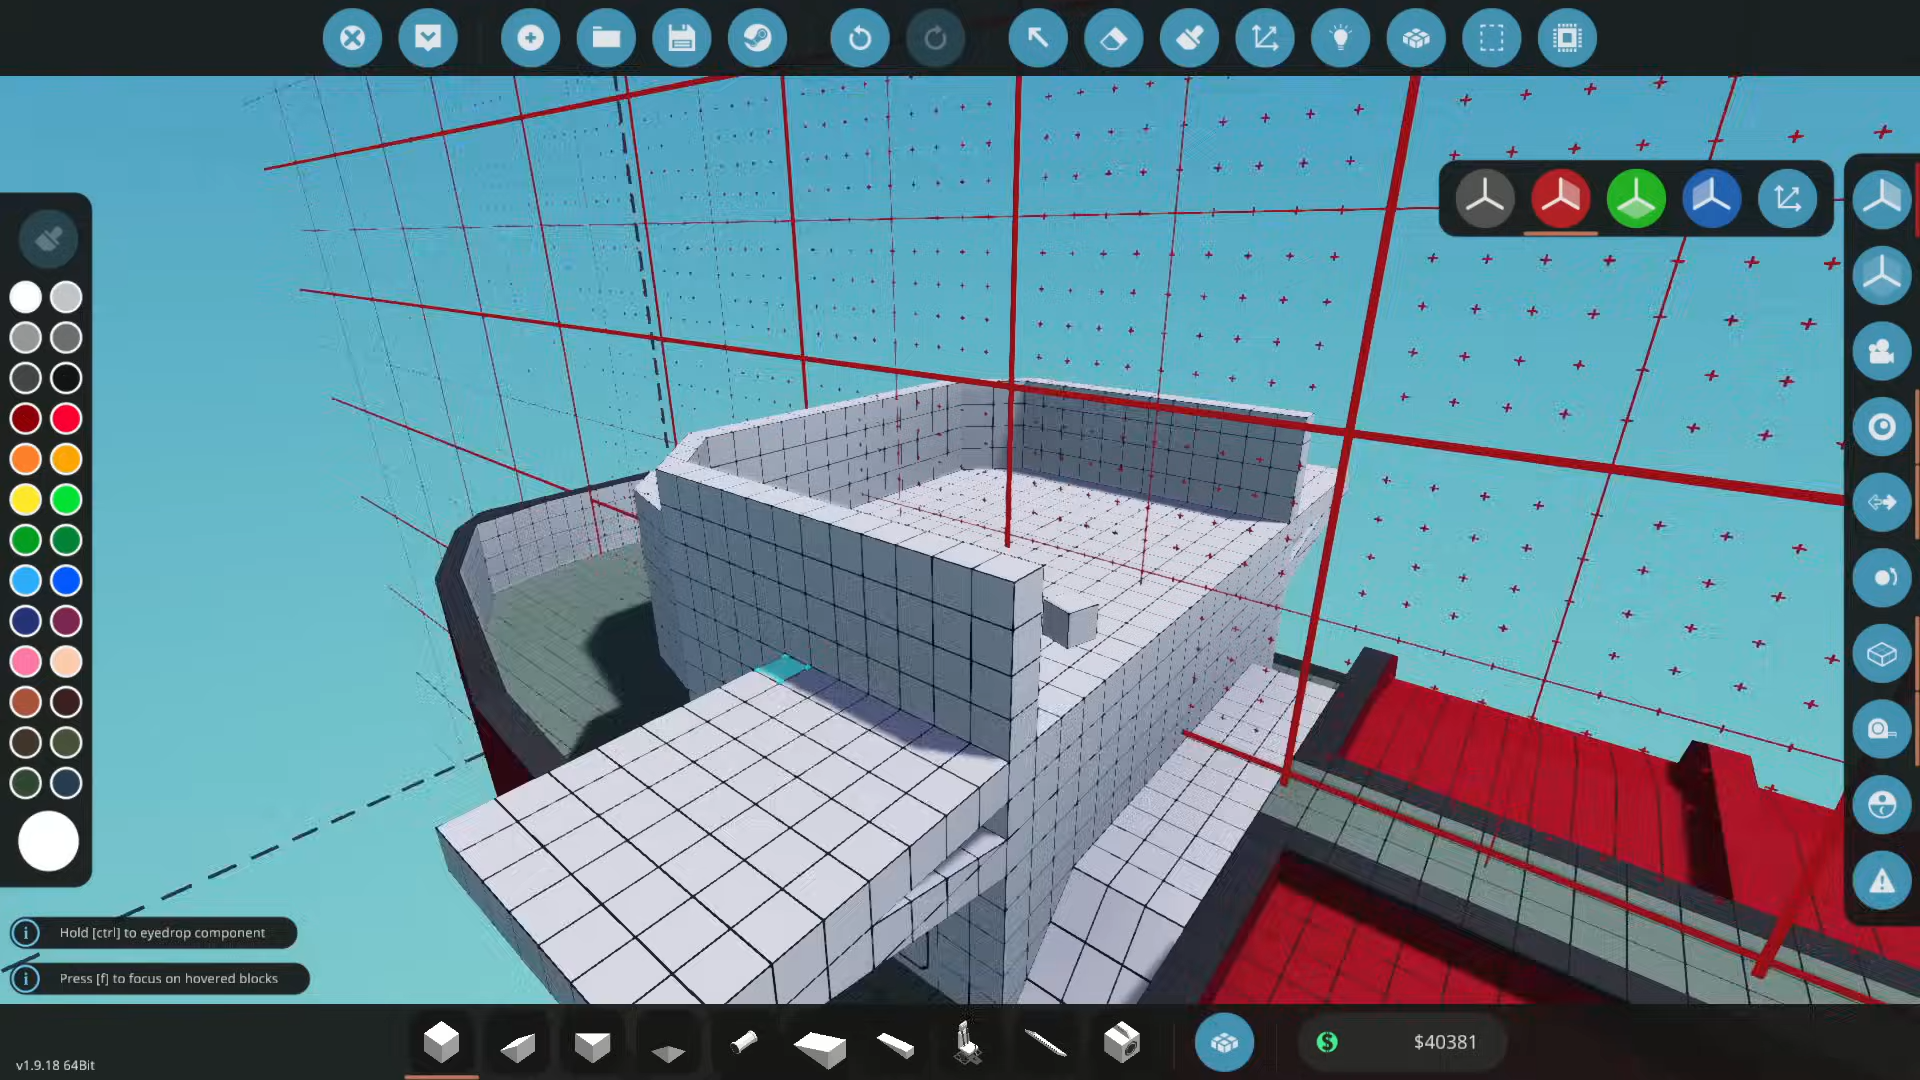 Hold [ctrl] to eyedrop component
Press [f] to focus on hovered blocks
$40381
v1.9.18 64Bit